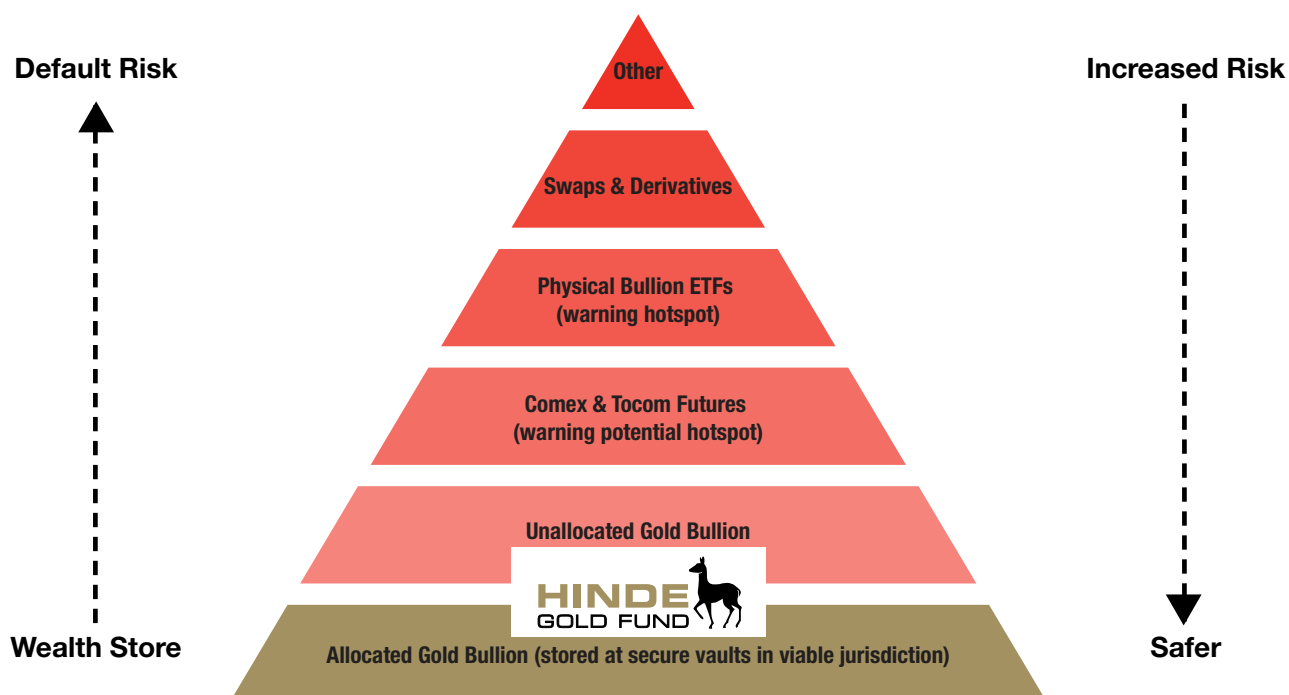 Default Risk
Increased Risk
Other
Swaps & Derivatives
Physical Bullion ETFs
(warning hotspot)
Comex & Tocom Futures
(warning potential hotspot)
Unallocated Gold Bullion
HINDE
GOLD FUND
Wealth Store
Allocated Gold Bullion (stored at secure vaults in viable jurisdiction)
Safer